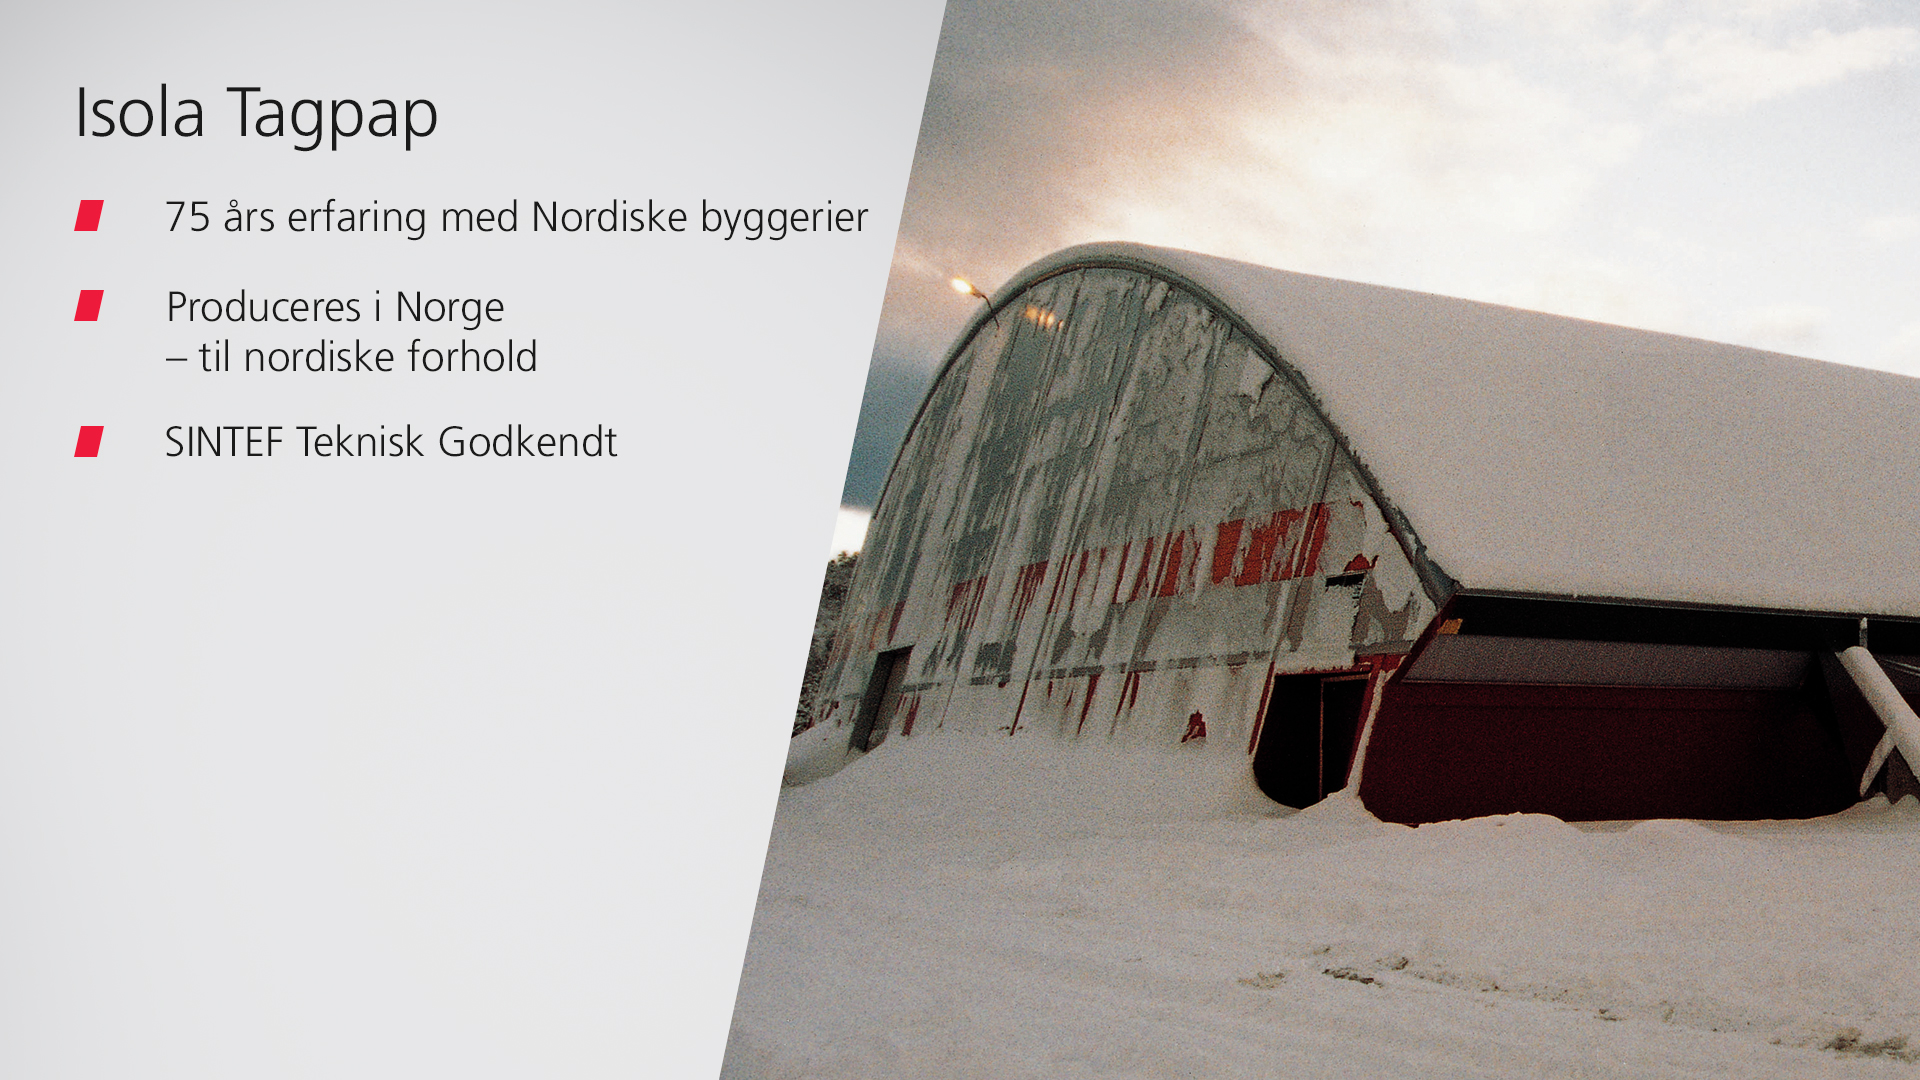 Isola Tagpap
75 års erfaring med Nordiske byggerier
Produceres i Norge
– til nordiske forhold
SINTEF Teknisk Godkendt